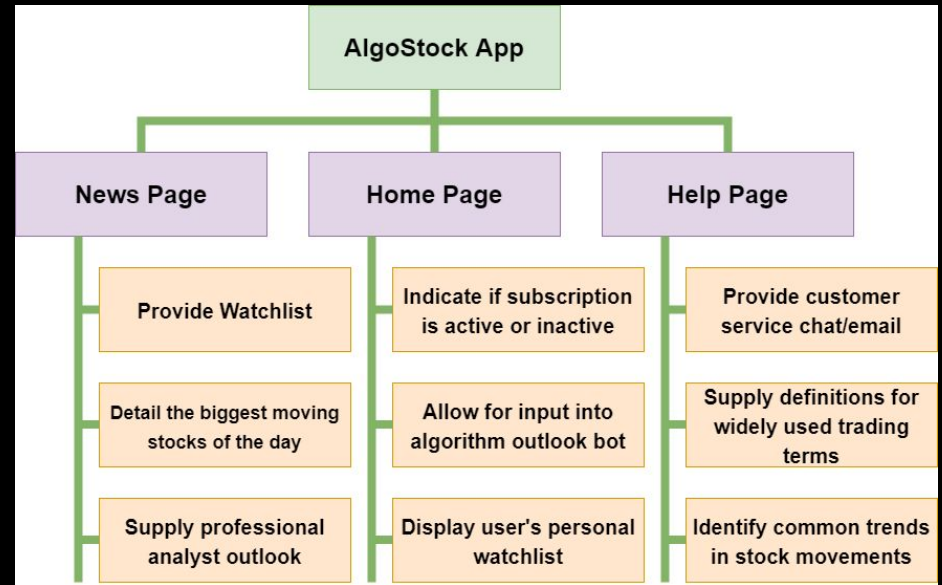 AlgoStock App
News Page
Home Page
Help Page
Provide Watchlist
Indicate if subscription
is active or inactive
Provide customer
service chat/email
Detail the biggest moving
stocks of the day
Allow for input into
algorithm outlook bot
Supply definitions for
widely used trading
terms
Supply professional
analyst outlook
Display user's personal
watchlist
Identify common trends
in stock movements